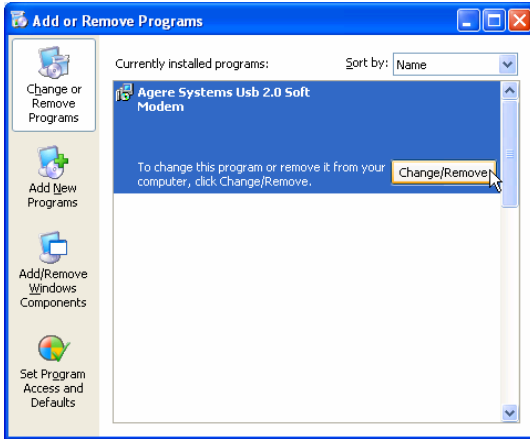 Add or Remove Programs
Change or
Remove
Programs
Currently installed programs:
Sort by:
Name
Agere Systems Usb 2.0 Soft
Modem
To change this program or remove it from your
computer, click Change/Remove.
Change/Remove
Add New
Programs
Add/Remove
Windows
Components
Set Program
Access and
Defaults